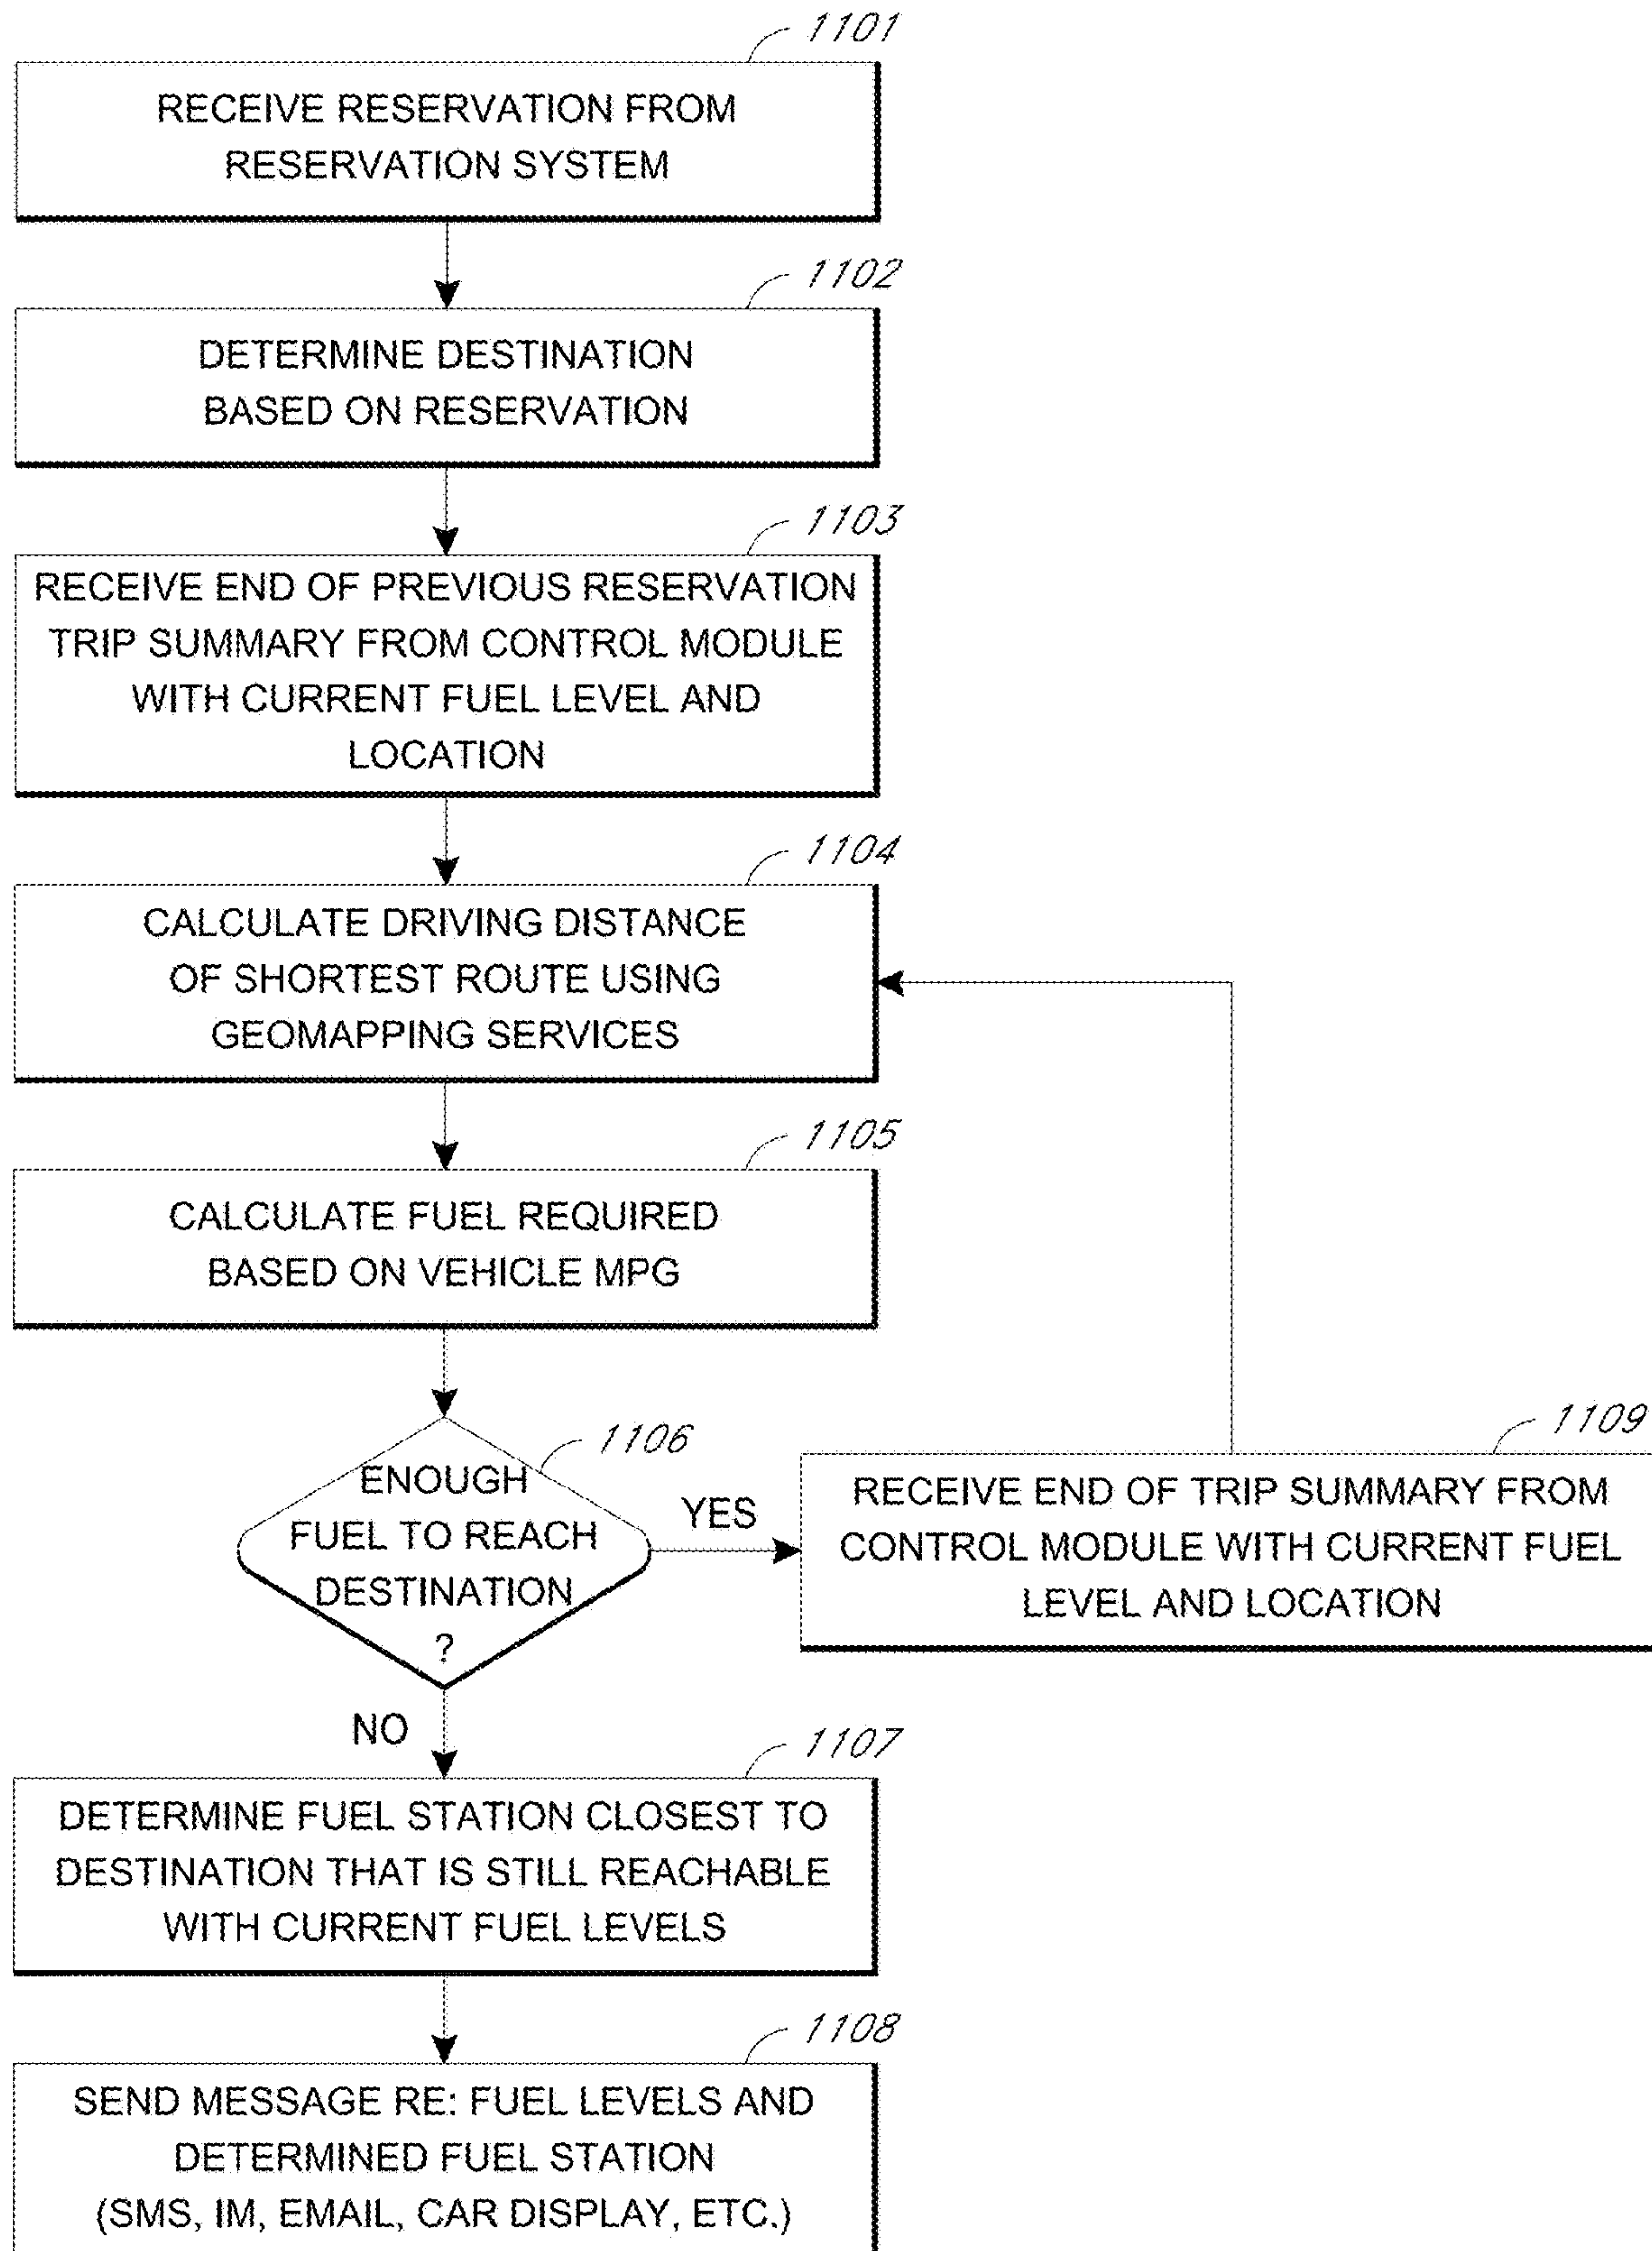 1101
RECEIVE RESERVATION FROM
RESERVATION SYSTEM
1102
DETERMINE DESTINATION
BASED ON RESERVATION
1103
RECEIVE END OF PREVIOUS RESERVATION
TRIP SUMMARY FROM CONTROL MODULE
WITH CURRENT FUEL LEVEL AND
LOCATION
1104
CALCULATE DRIVING DISTANCE
OF SHORTEST ROUTE USING
GEOMAPPING SERVICES
1105
CALCULATE FUEL REQUIRED
BASED ON VEHICLE MPG
1106
ENOUGH
FUEL TO REACH
DESTINATION
?
YES
1109
RECEIVE END OF TRIP SUMMARY FROM
CONTROL MODULE WITH CURRENT FUEL
LEVEL AND LOCATION
NO
1107
DETERMINE FUEL STATION CLOSEST TO
DESTINATION THAT IS STILL REACHABLE
WITH CURRENT FUEL LEVELS
1108
SEND MESSAGE RE: FUEL LEVELS AND
DETERMINED FUEL STATION
(SMS, IM, EMAIL, CAR DISPLAY, ETC.)